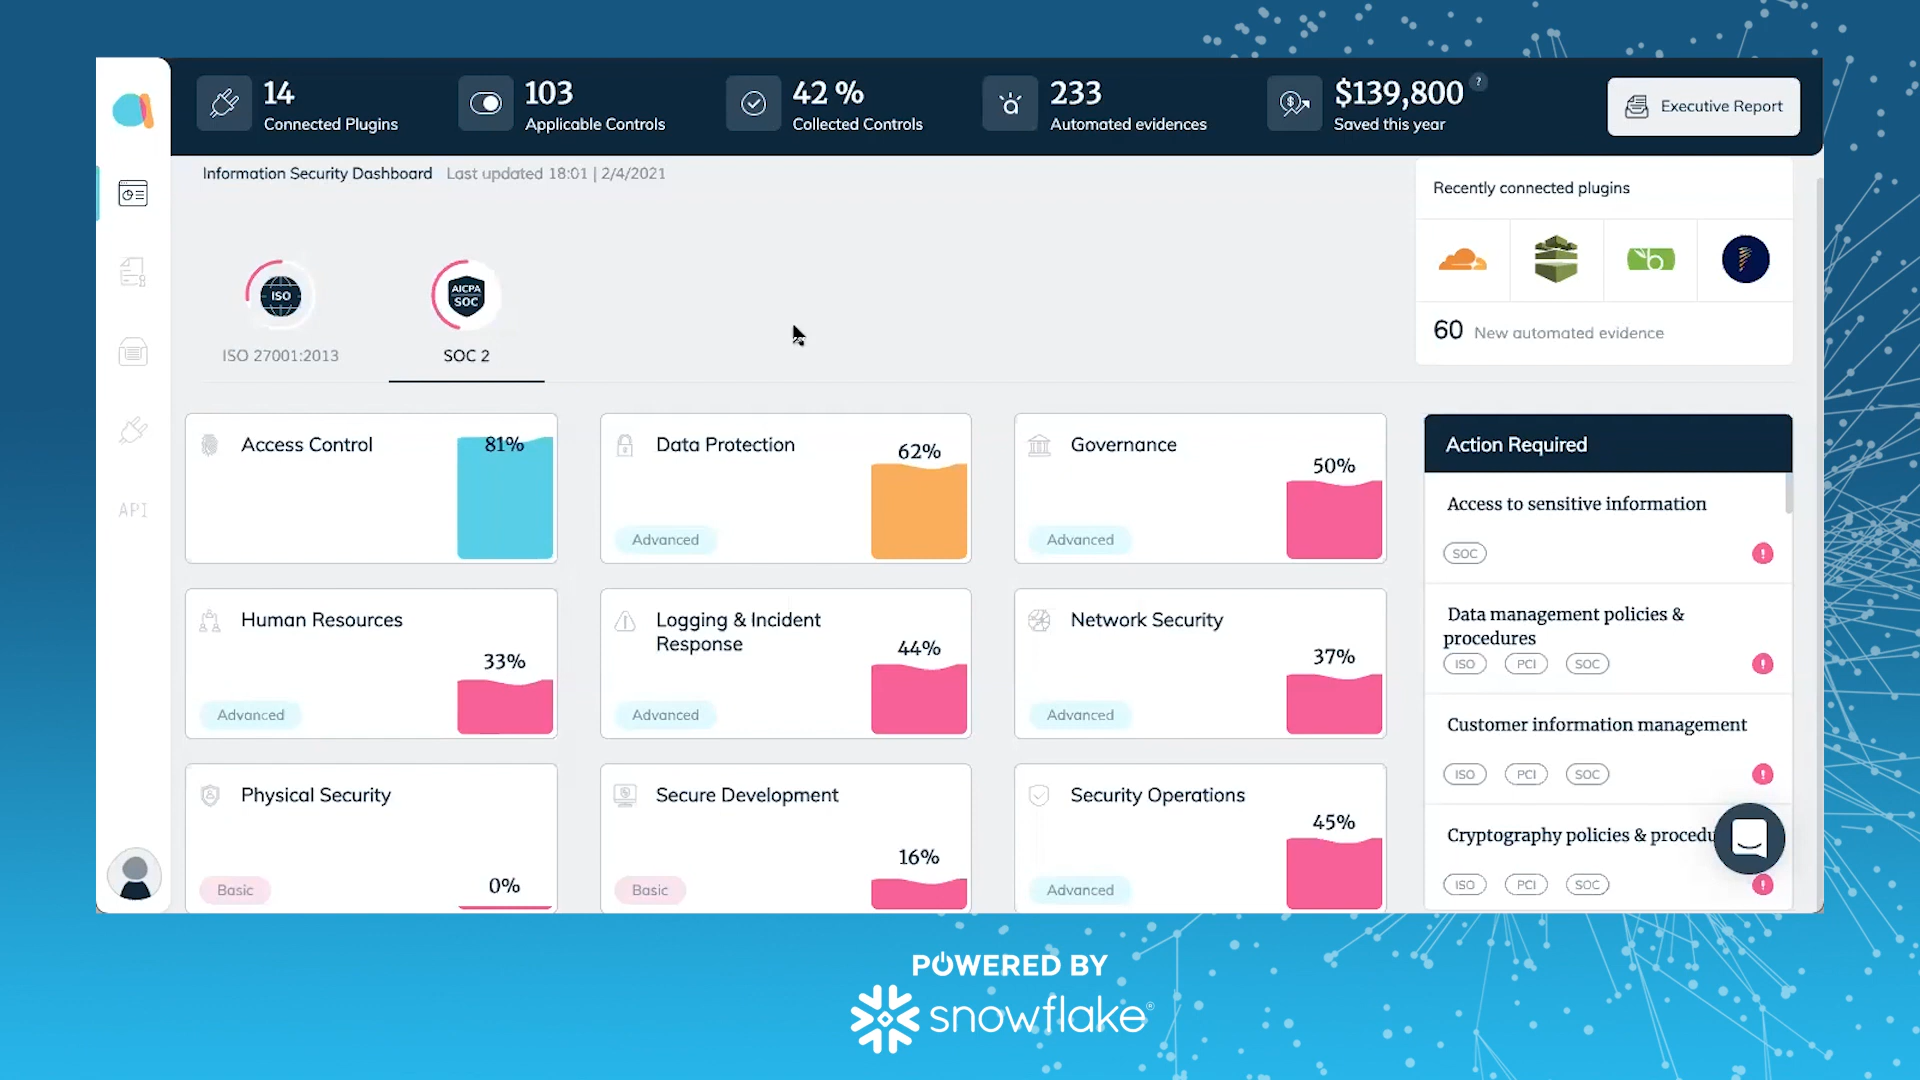 14
Connected Plugins
103
Applicable Controls
42 %
Collected Controls
233
Automated evidences
$139,800
?
Saved this year
Executive Report
Information Security Dashboard
Last updated 18:01 | 2/4/2021
Recently connected plugins
b
60 New automated evidence
ISO
ISO 27001:2013
AICPA
SOC
SOC 2
API
Access Control
81%
Data Protection
62%
Advanced
Governance
50%
Advanced
Human Resources
33%
Advanced
Logging & Incident
Response
44%
Advanced
Network Security
37%
Advanced
Physical Security
0%
Basic
Secure Development
16%
Basic
Security Operations
45%
Advanced
Action Required
Access to sensitive information
SOC
!
Data management policies &
procedures
ISO PCI SOC
!
Customer information management
ISO PCI SOC
!
Cryptography policies & procedu
ISO PCI SOC
!
POWERED BY
snowflake®